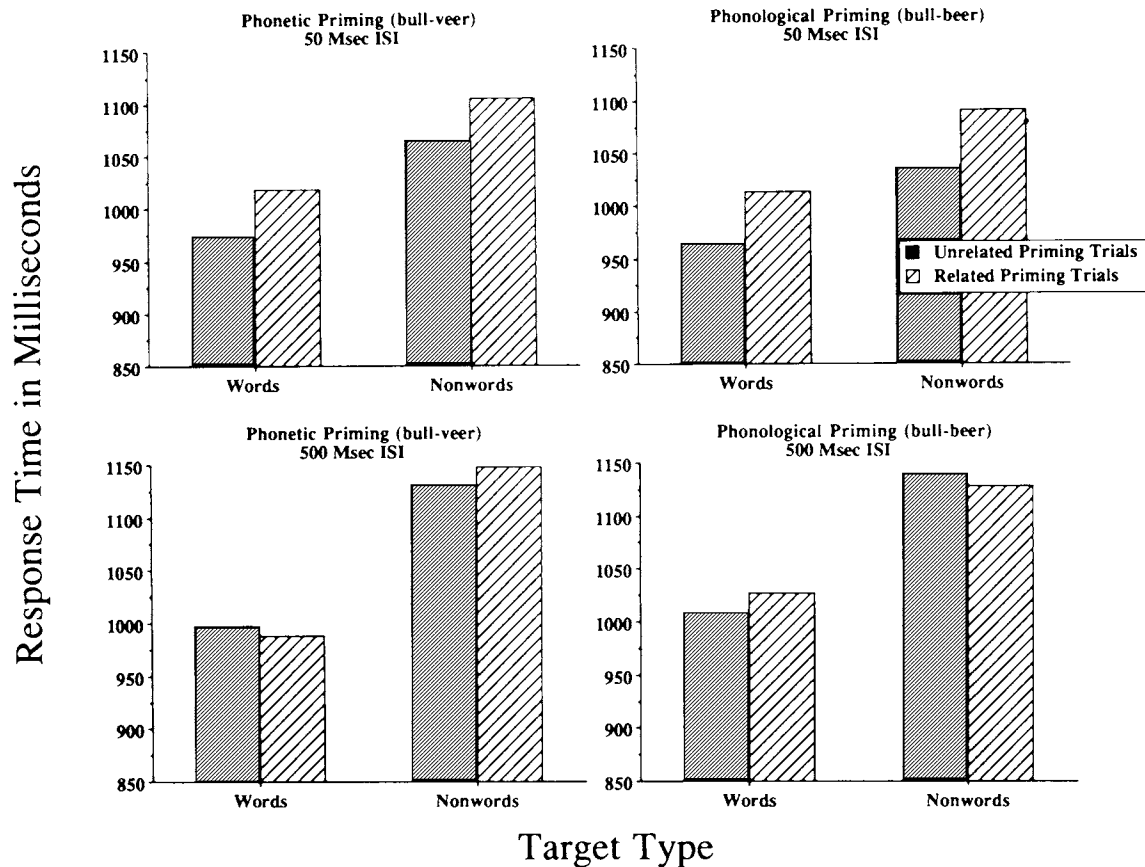 Response Time in Milliseconds
Phonetic Priming (bull-veer)
50 Msec ISI
1150
1100
1050
1000
950
900
850
Words Nonwords
Phonological Priming (bull-beer)
50 Msec ISI
1150
1100
1050
1000
950
900
850
Unrelated Priming Trials
Related Priming Trials
Words Nonwords
Phonetic Priming (bull-veer)
500 Msec ISI
1150
1100
1050
1000
950
900
850
Words Nonwords
Phonological Priming (bull-beer)
500 Msec ISI
1150
1100
1050
1000
950
900
850
Words Nonwords
Target Type